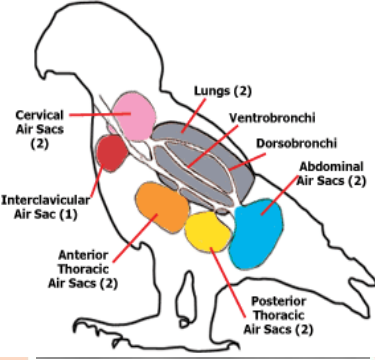 Lungs (2)
Cervical
Air Sacs
(2)
Ventrobronchi
Dorsobronchi
Abdominal
Air Sacs (2)
Interclavicular
Air Sac (1)
Anterior
Thoracic
Air Sacs (2)
Posterior
Thoracic
Air Sacs (2)